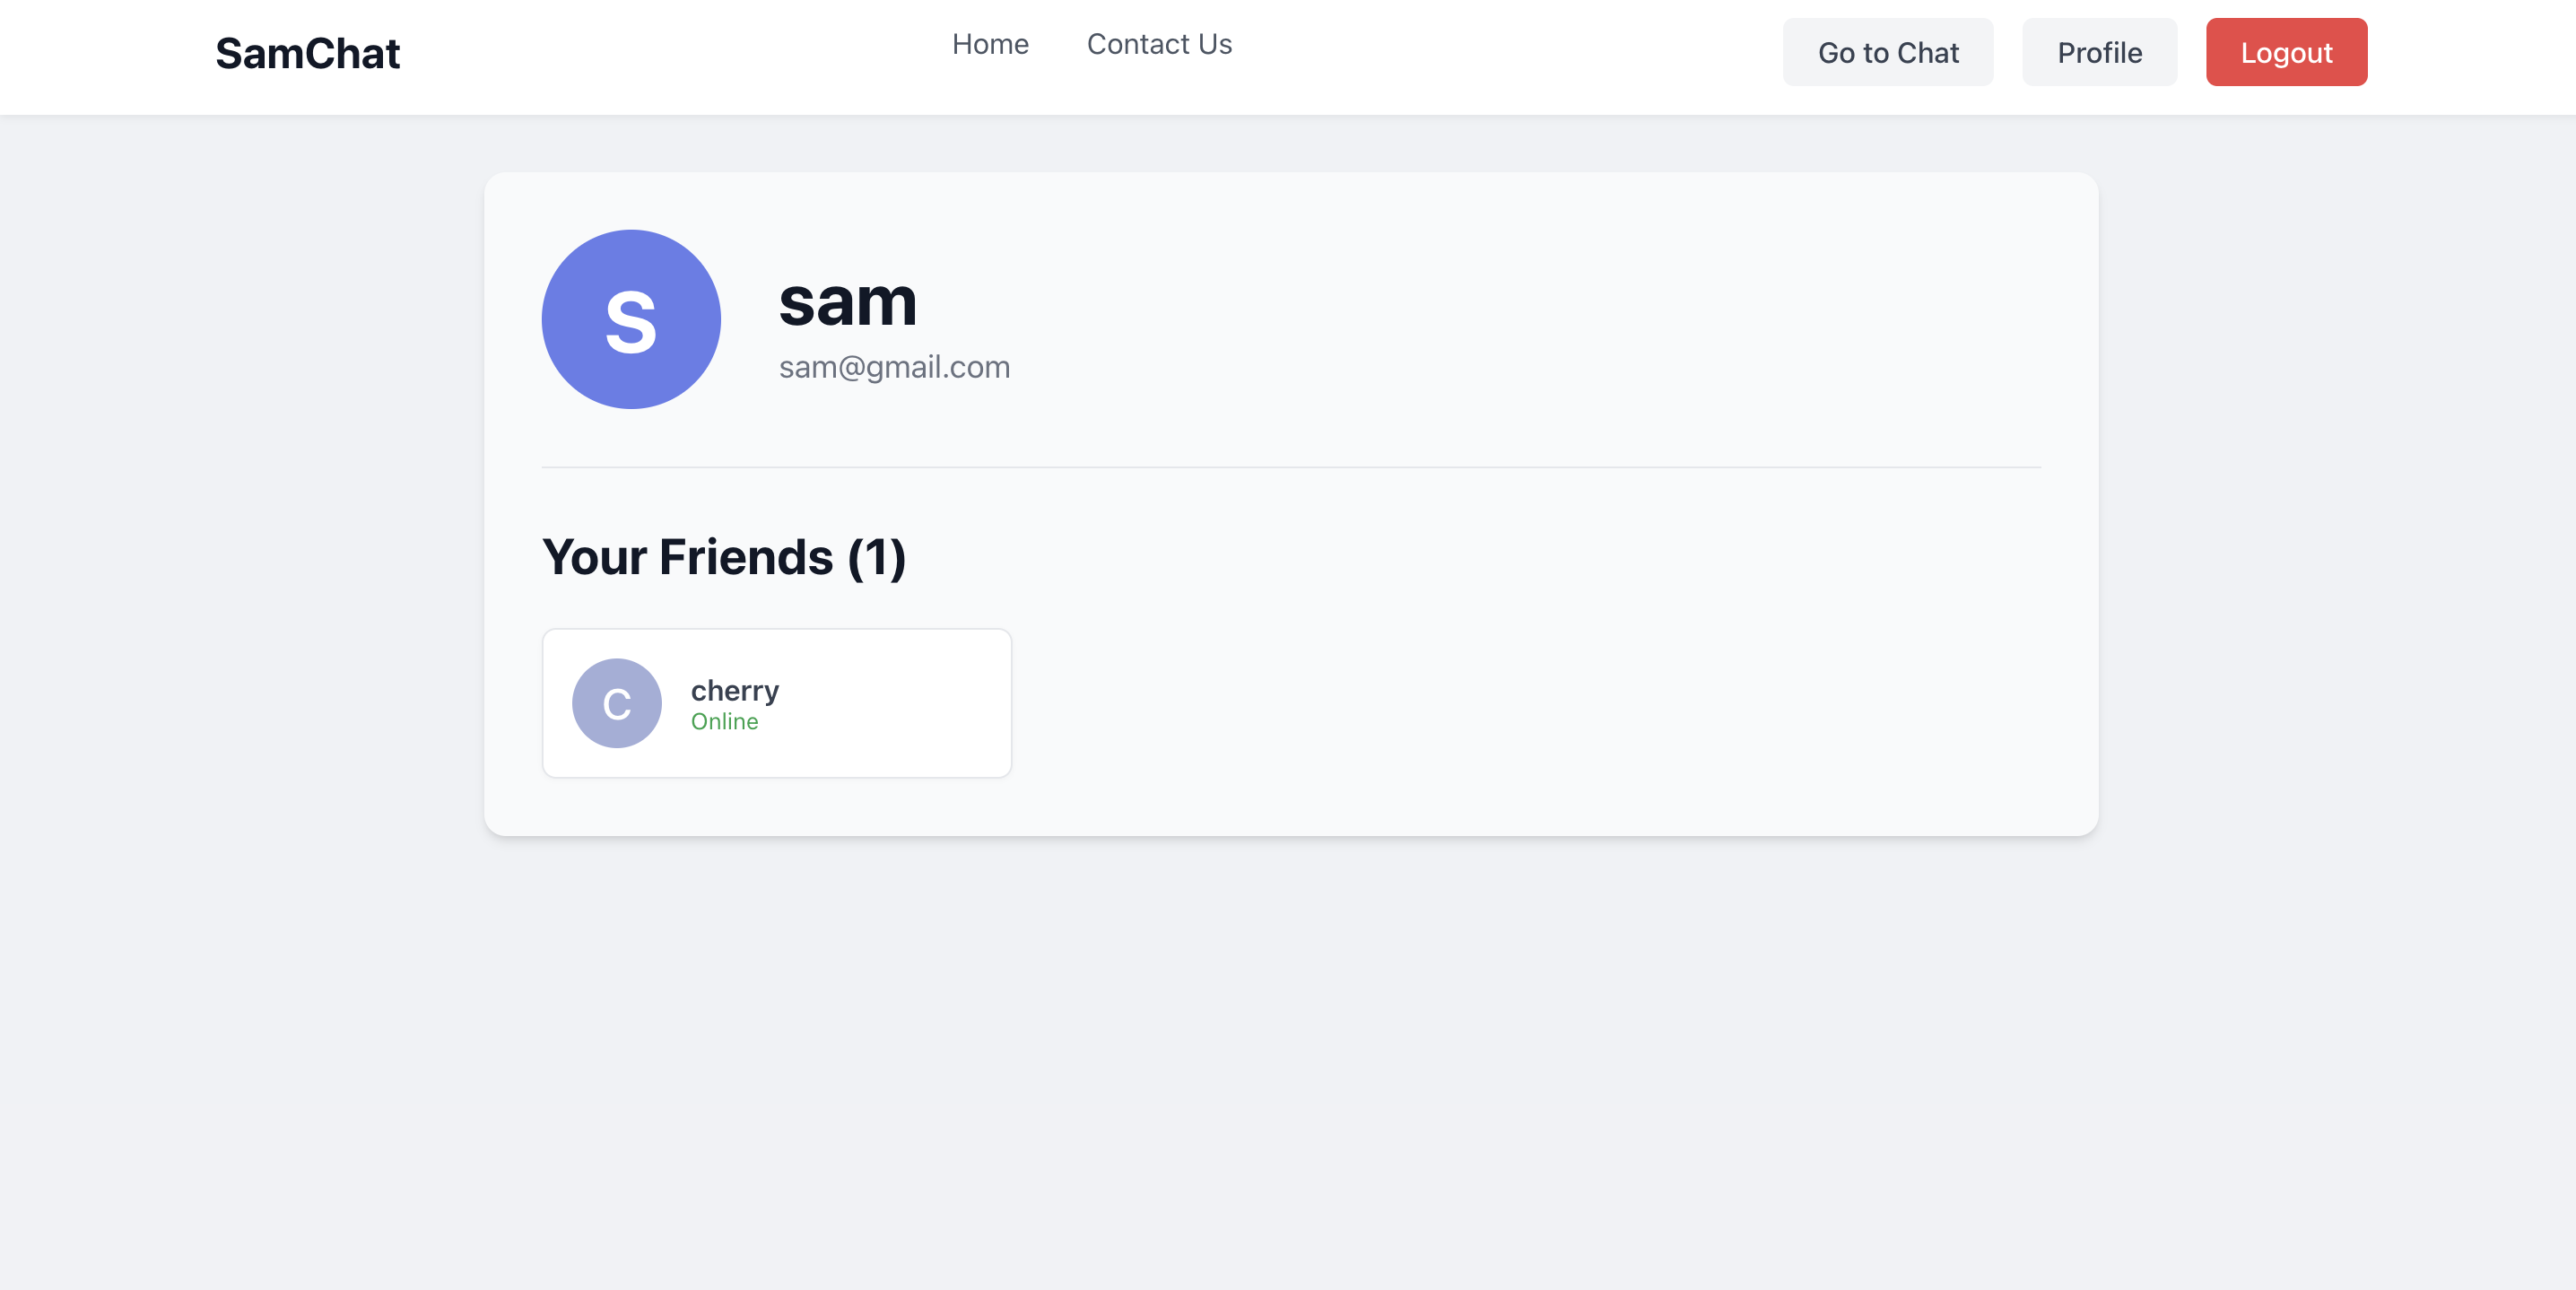 SamChat
Home
Contact Us
Go to Chat
Profile
Logout
S
sam
sam@gmail.com
Your Friends (1)
C
cherry
Online